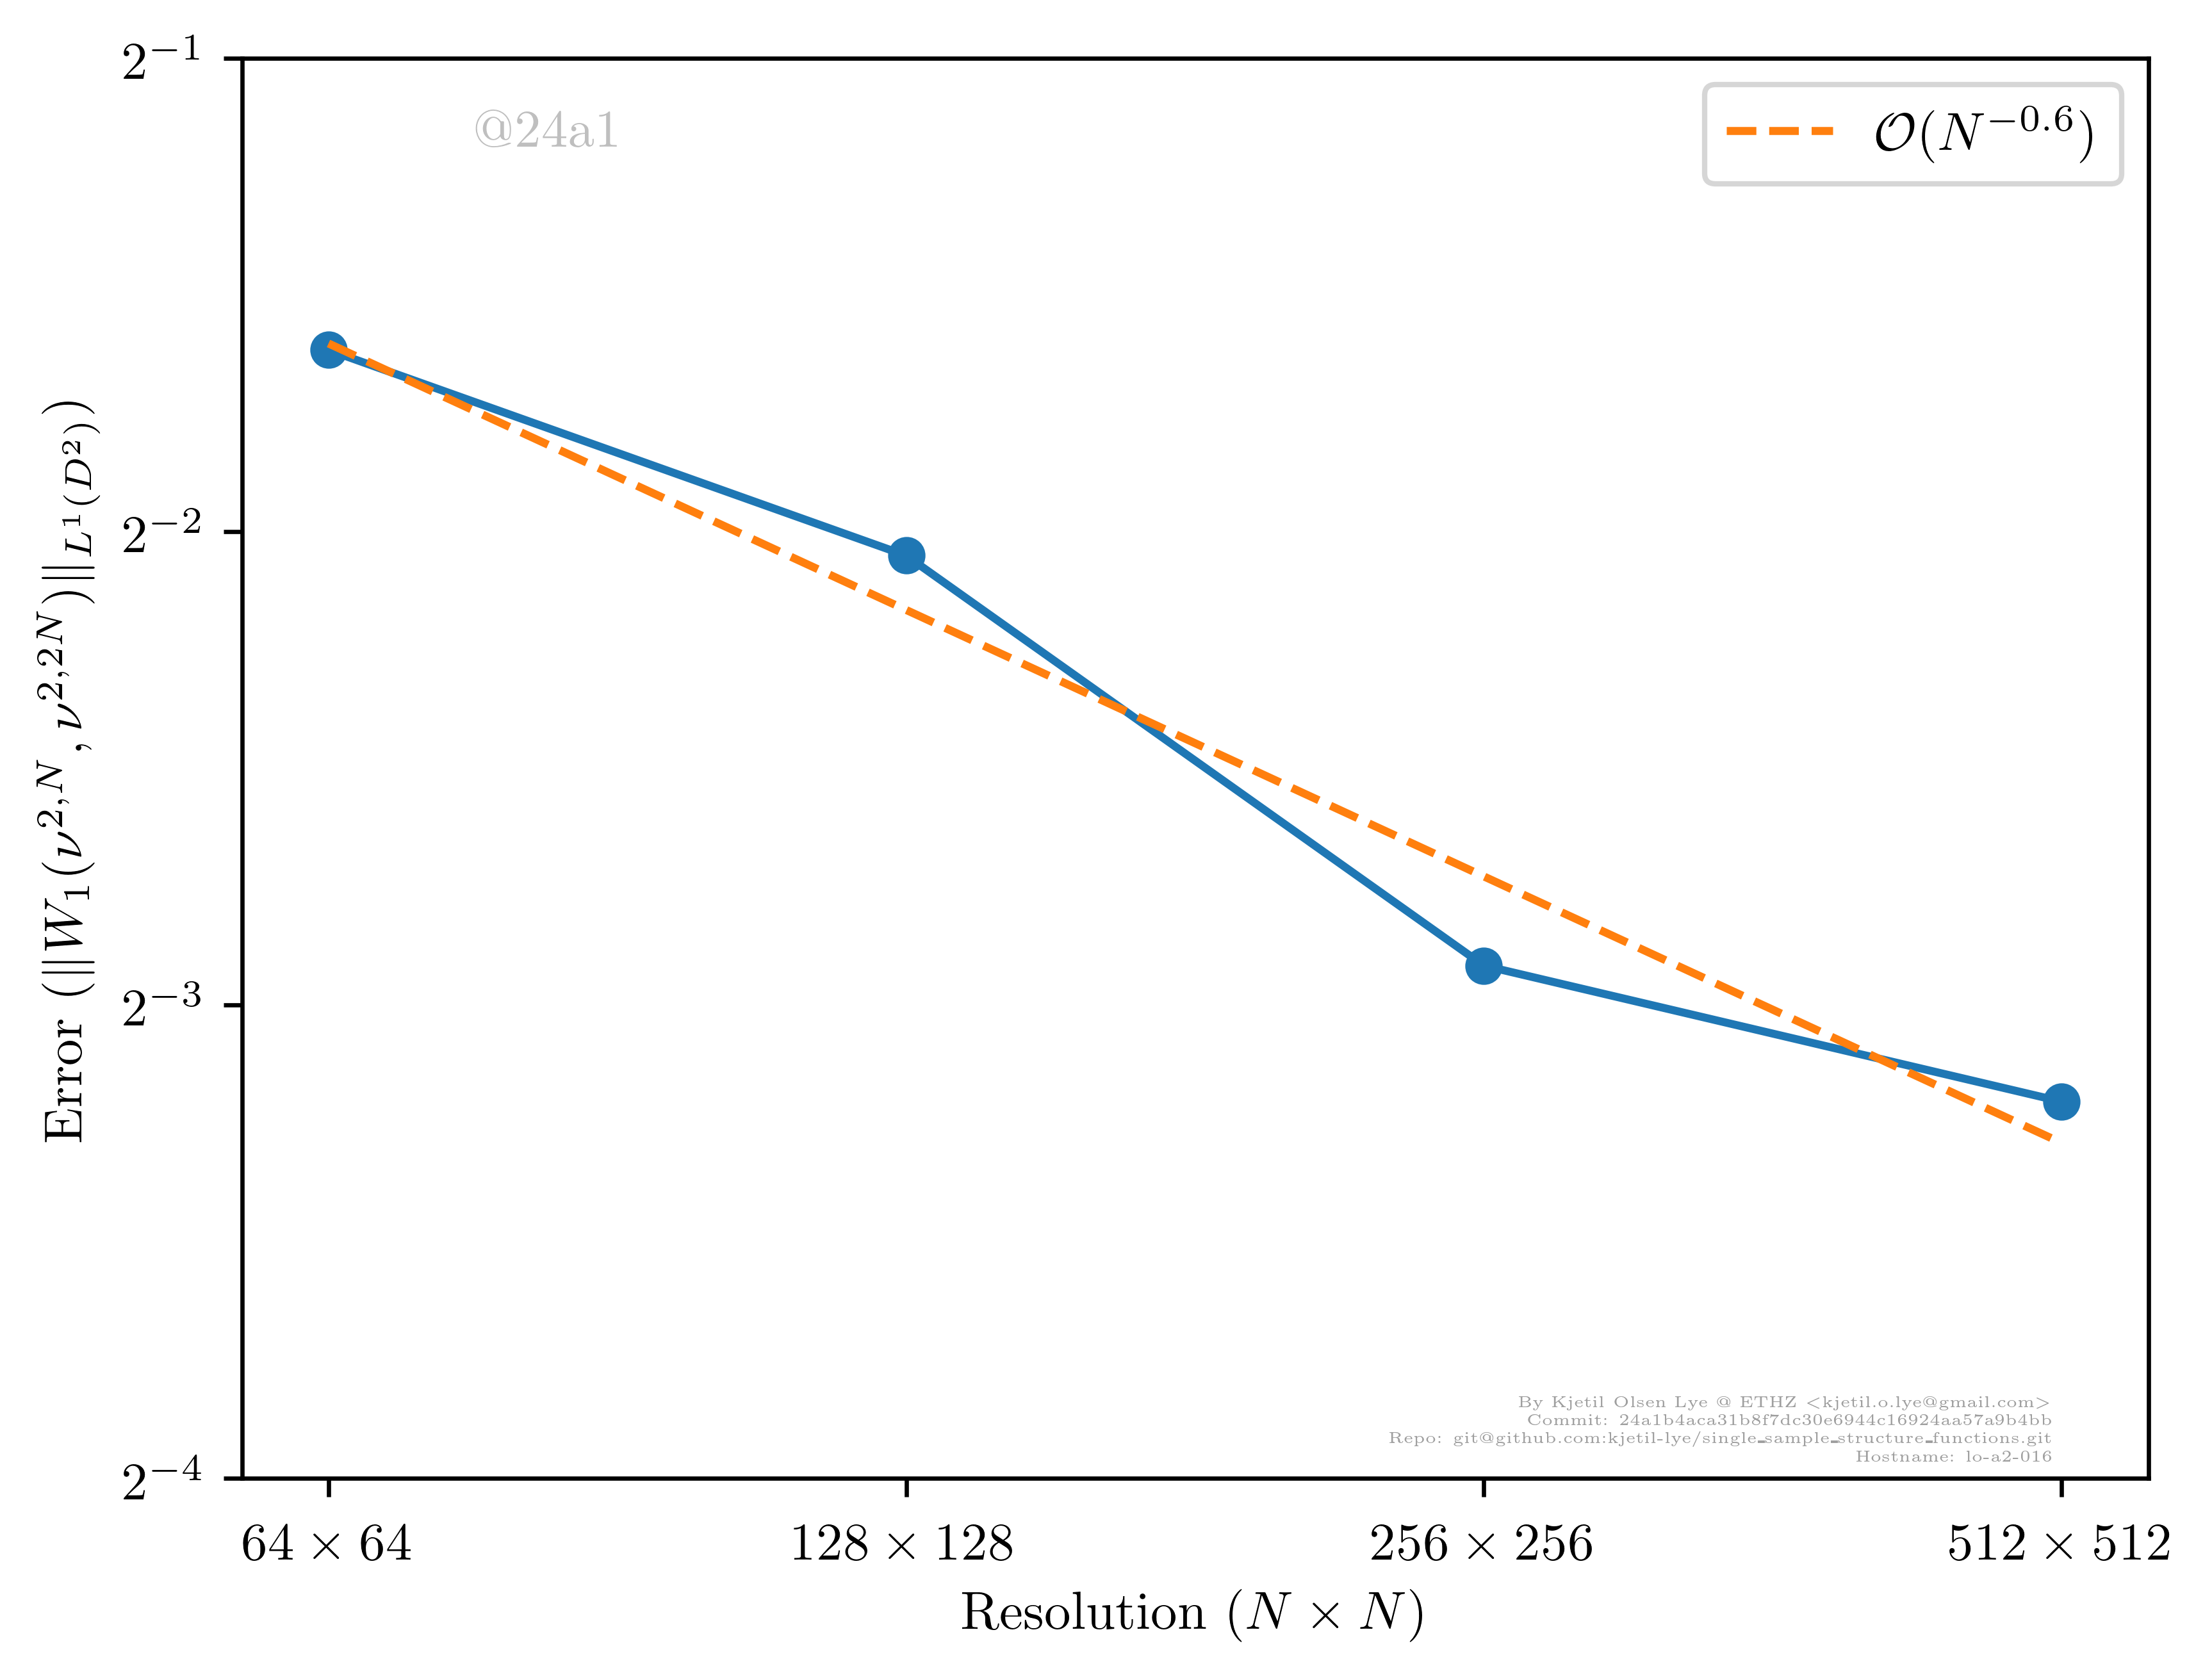 2^{-1}
@24a1
\mathcal{O}(N^{-0.6})
2^{-2}
Error (||W_1(ν^{2,N}, ν^{2,2N})||_{L^1(D^2)})
2^{-3}
By Kjetil Olsen Lye @ ETHZ <kjetil.o.lye@gmail.com>
Commit: 24a1b4aca31b8f7dc30e6944c16924aa57a9b4bb
Repo: git@github.com:kjetil-lye/single_sample_structure_functions.git
Hostname: lo-a2-016
2^{-4}
64 × 64
128 × 128
256 × 256
512 × 512
Resolution (N × N)